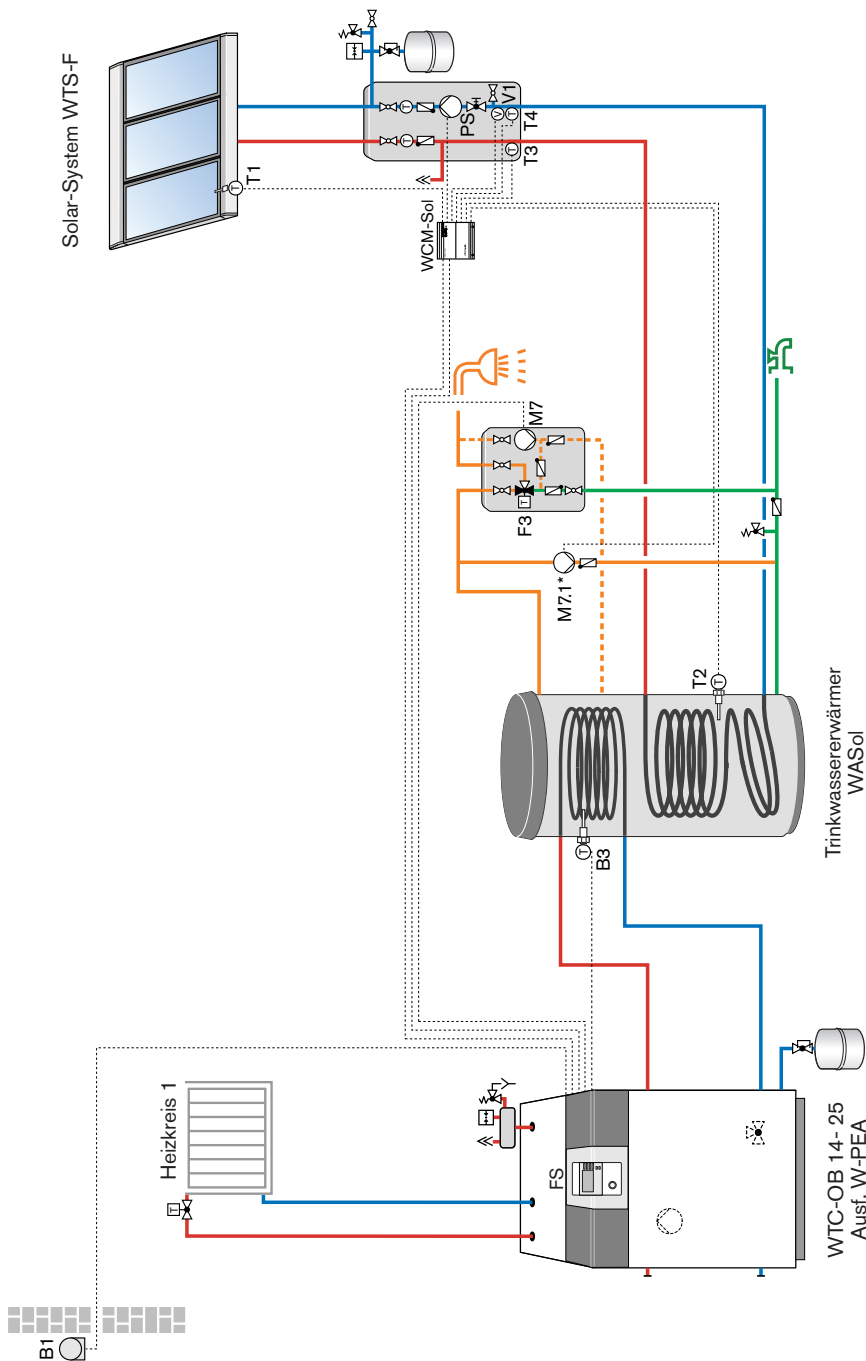 Solar-System WTS-F
T1
PS
V
V1
T
T4
T
T3
WCM-Sol
M7
F3
T
M7.1*
T
T2
Trinkwassererwärmer
WASol
T
B3
Heizkreis 1
T
FS
WTC-OB 14- 25
Ausf. W-PEA
B1
T
T
T